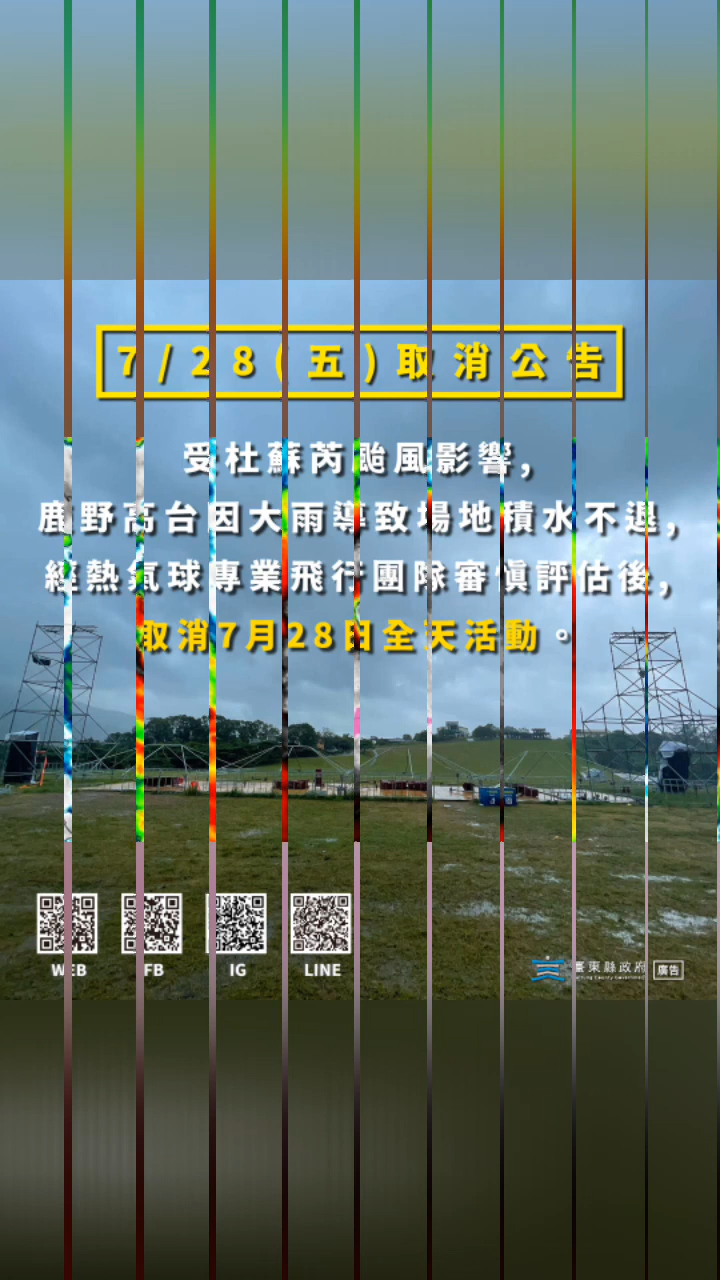 7/28(五)取消公告
受杜蘇芮颱風影響,
鹿野高台因大雨導致場地積水不退,
經熱氣球專業飛行團隊審慎評估後,
取消7月28日全天活動。
WEB FB IG LINE
臺東縣政府 廣告